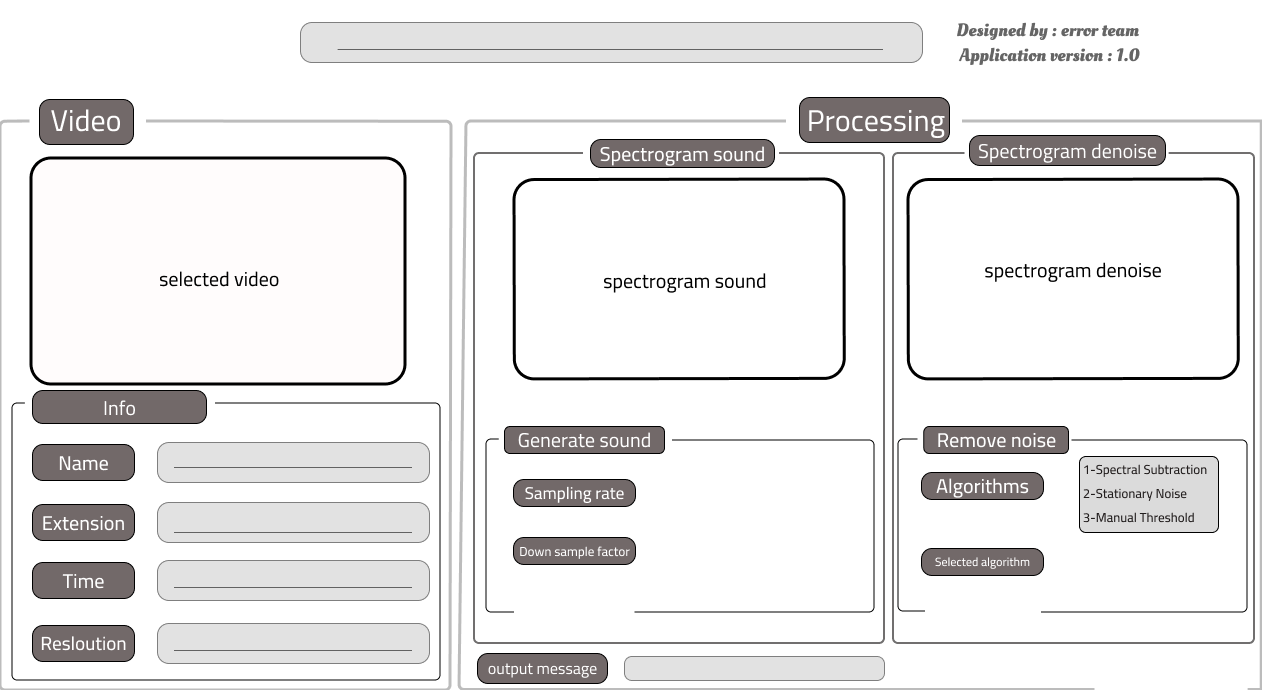 Designed by : error team
Application version : 1.0
Video
selected video
Info
Name
Extension
Time
Resloution
Processing
Spectrogram sound
spectrogram sound
Generate sound
Sampling rate
Down sample factor
Spectrogram denoise
spectrogram denoise
Remove noise
Algorithms
1-Spectral Subtraction
2-Stationary Noise
3-Manual Threshold
Selected algorithm
output message